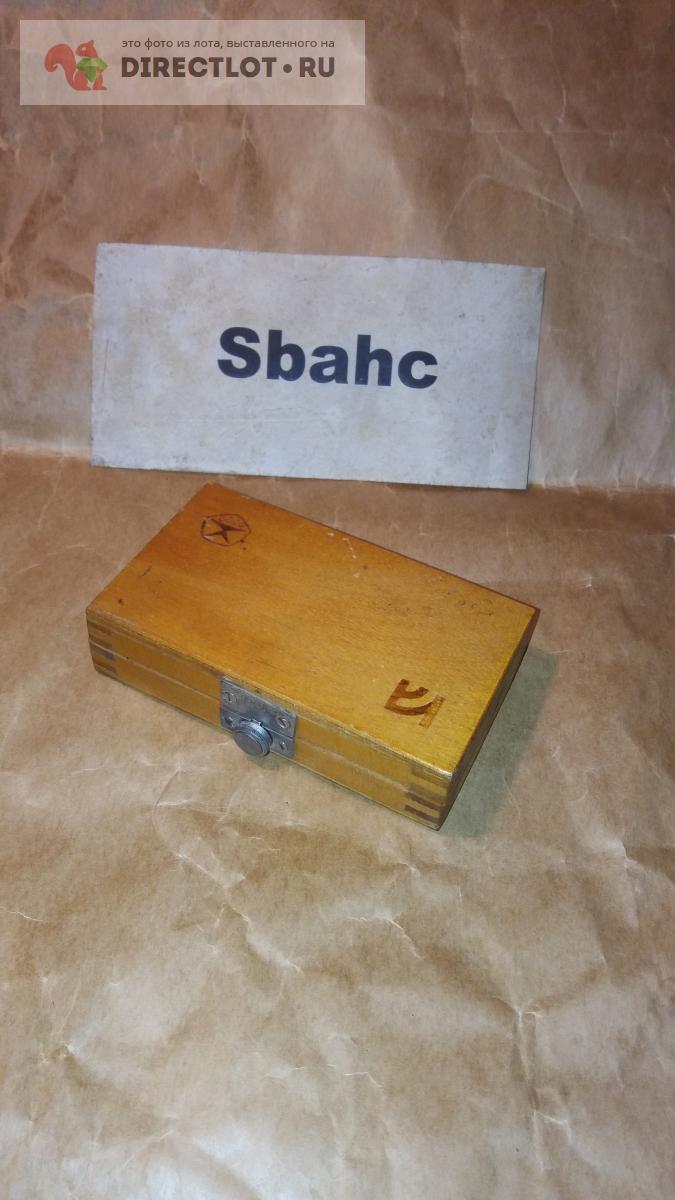 это фото из лота, выставленного на
DIRECTLOT•RU
Sbahc